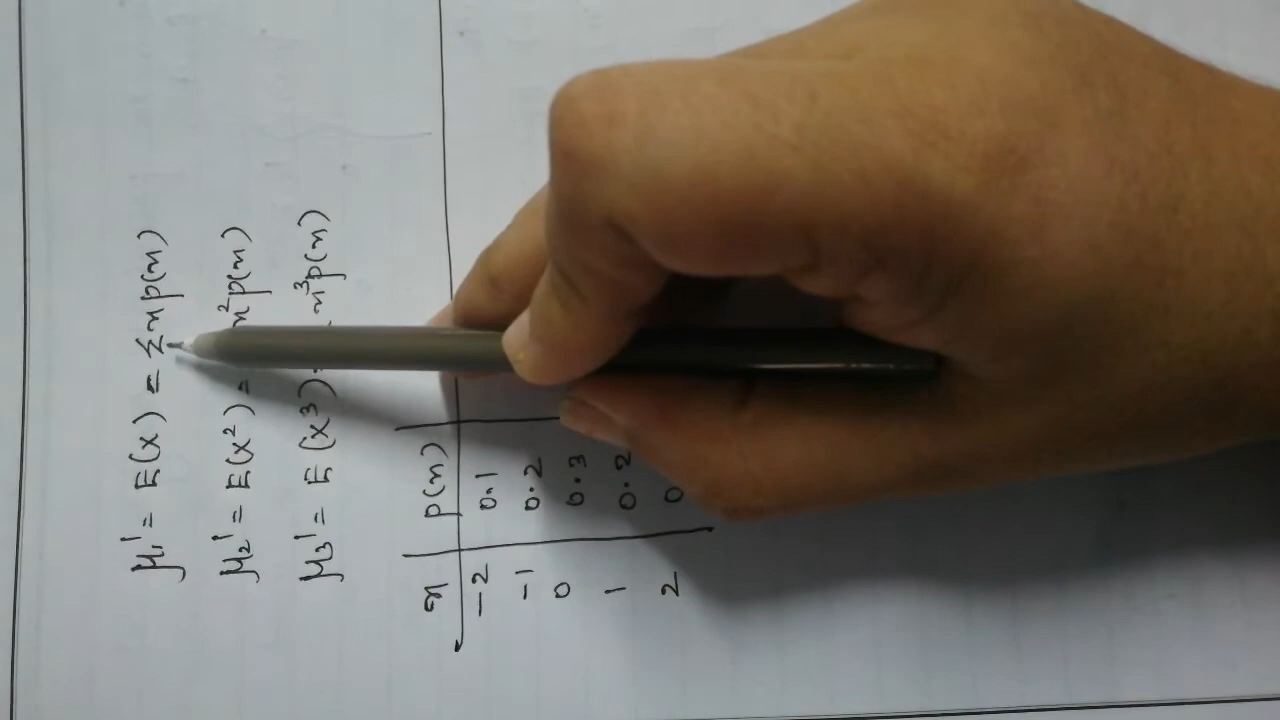 μ₁' = E(x) = Σxp(x)
μ₂' = E(x²) = x²p(x)
μ₃' = E(x³) x³p(x)
x p(x)
-2 0.1
-1 0.2
0 0.3
1 0.2
2 0